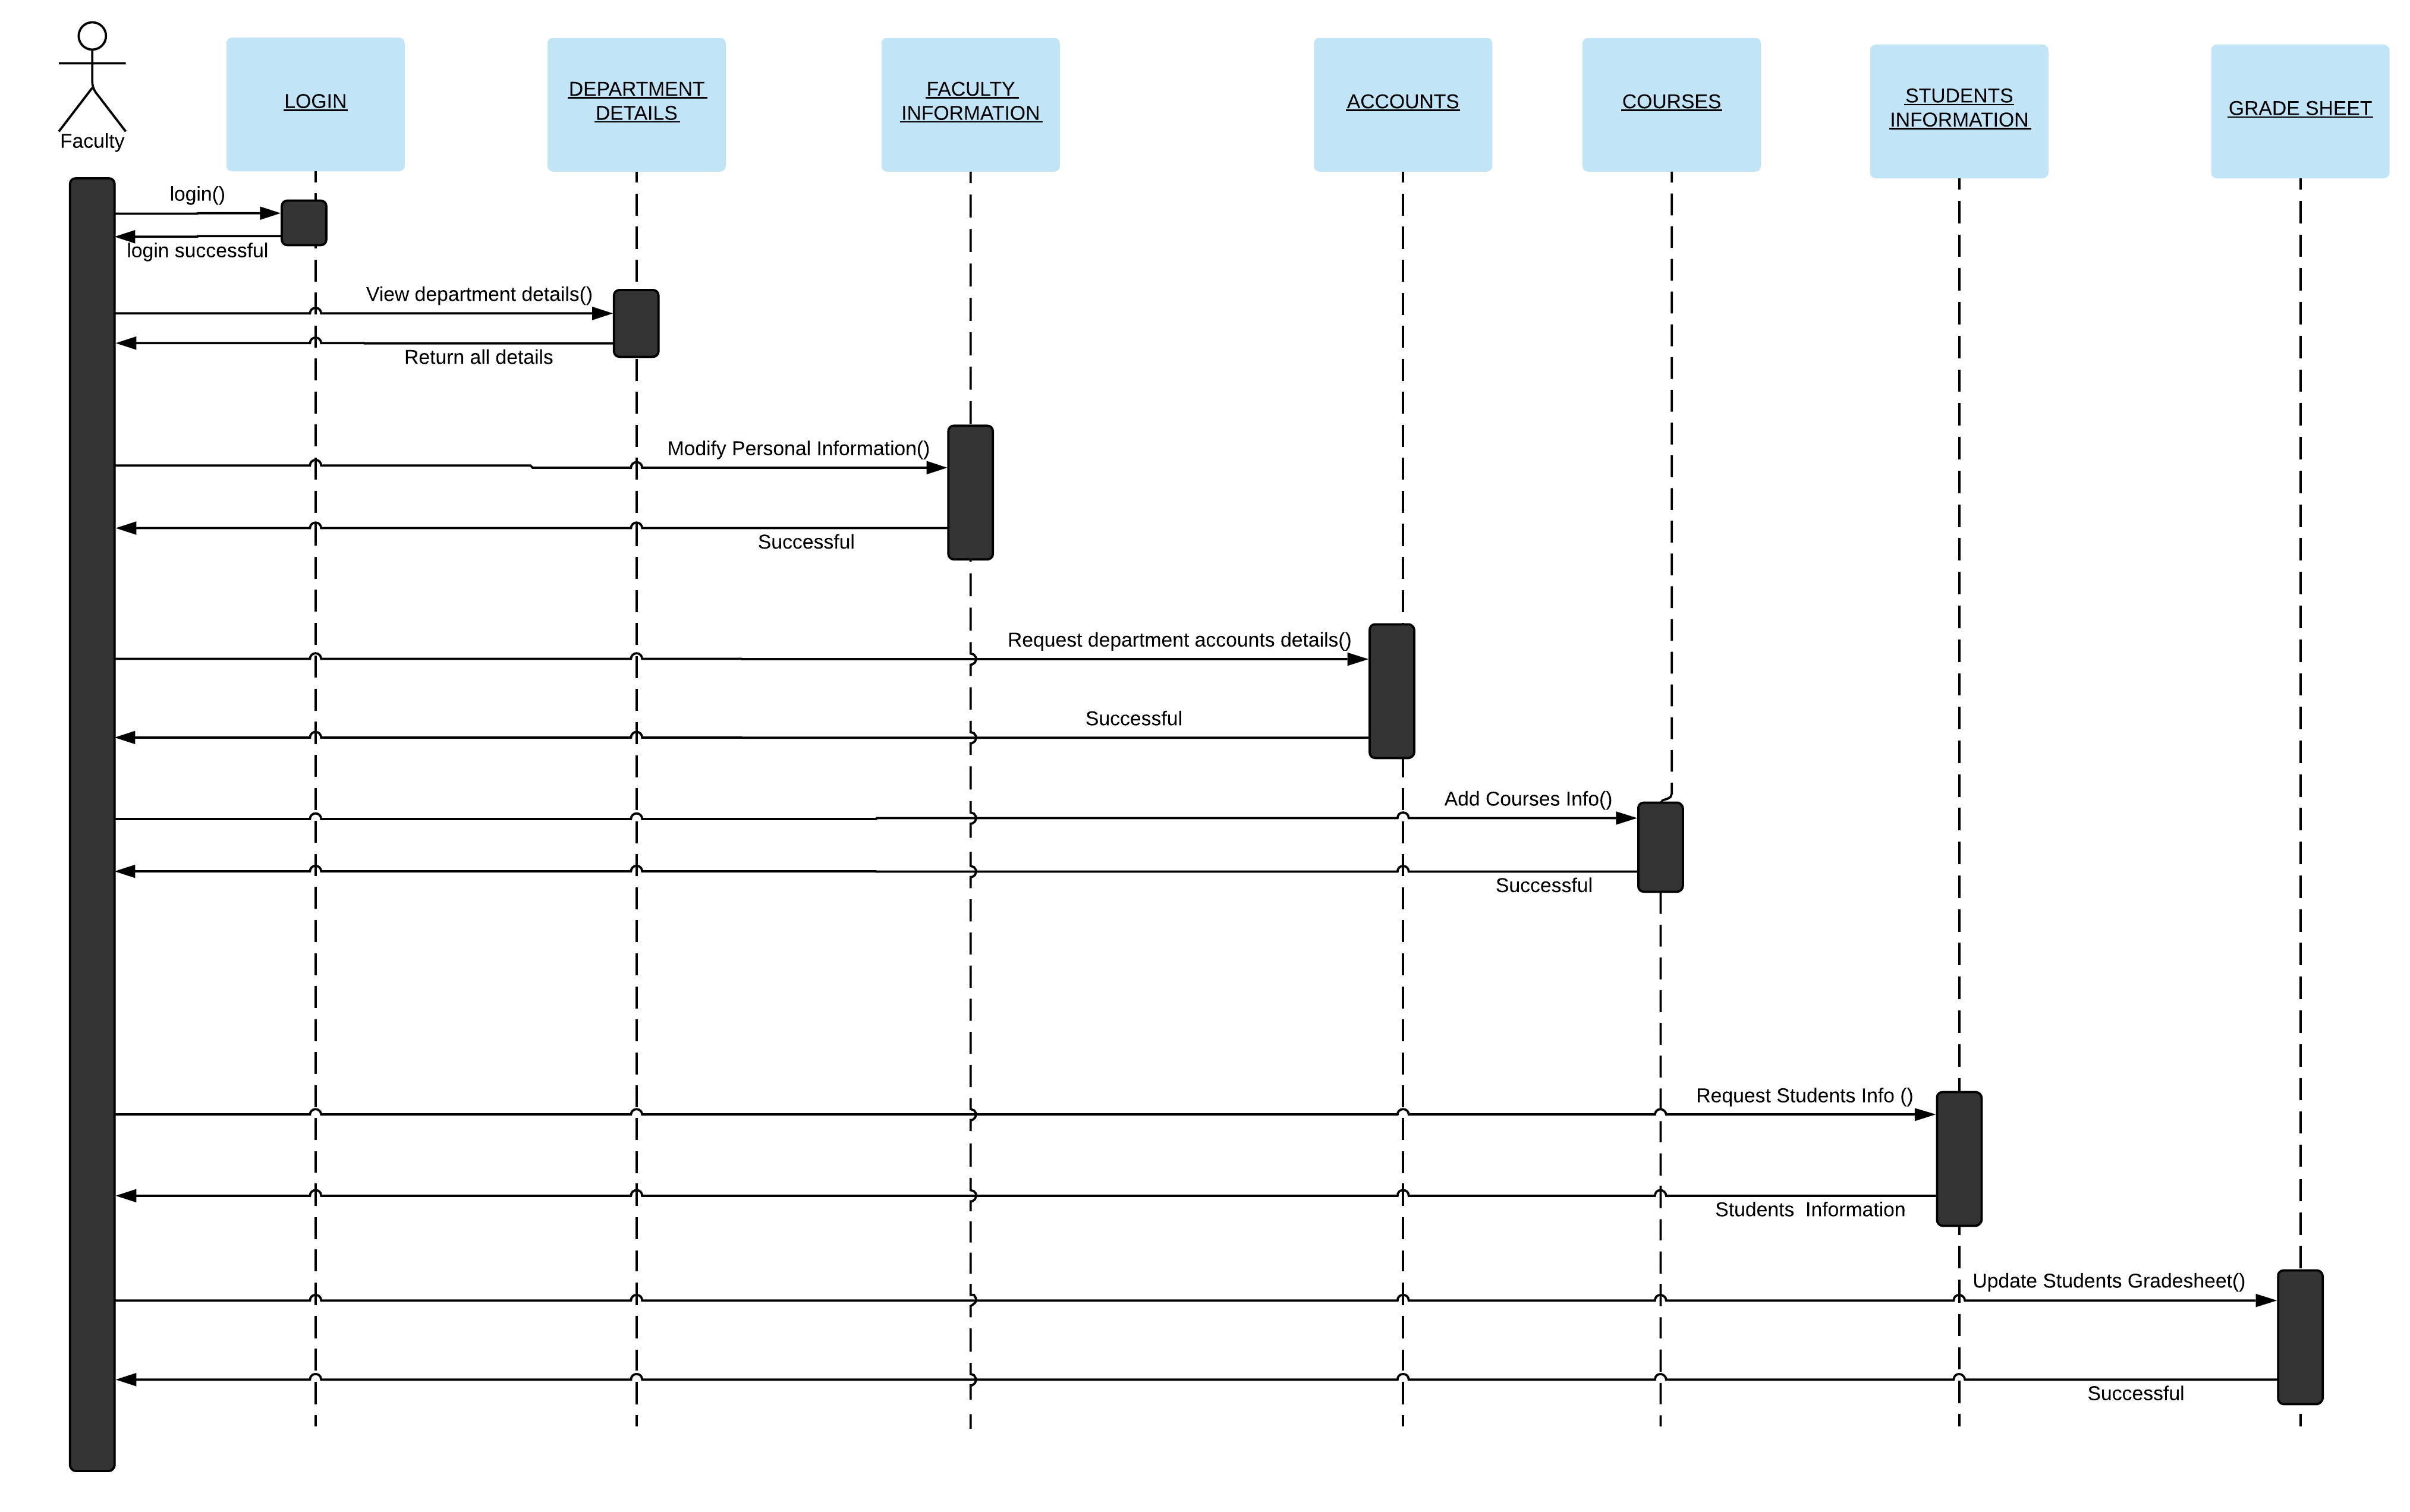 Faculty
LOGIN
DEPARTMENT
DETAILS
FACULTY
INFORMATION
ACCOUNTS
COURSES
STUDENTS
INFORMATION
GRADE SHEET
login()
login successful
View department details()
Return all details
Modify Personal Information()
Successful
Request department accounts details()
Successful
Add Courses Info()
Successful
Request Students Info ()
Students  Information
Update Students Gradesheet()
Successful